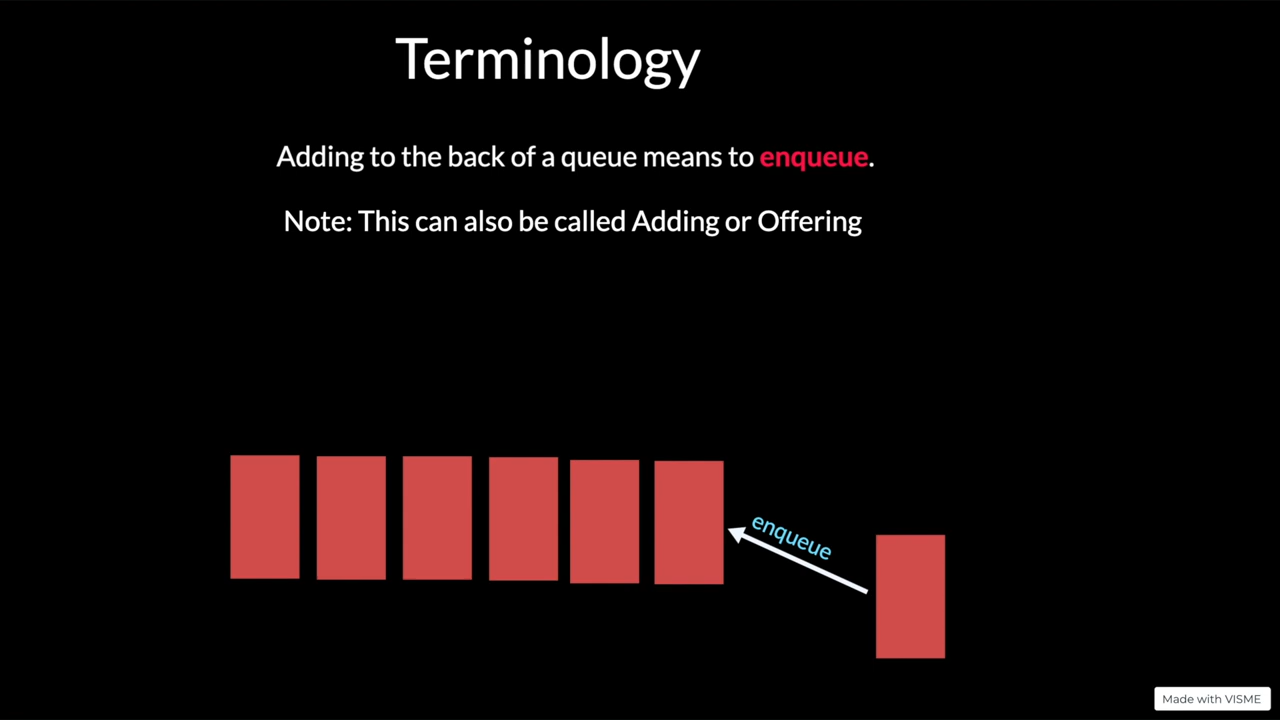 Terminology
Adding to the back of a queue means to enqueue.
Note: This can also be called Adding or Offering
enqueue
Made with VISME